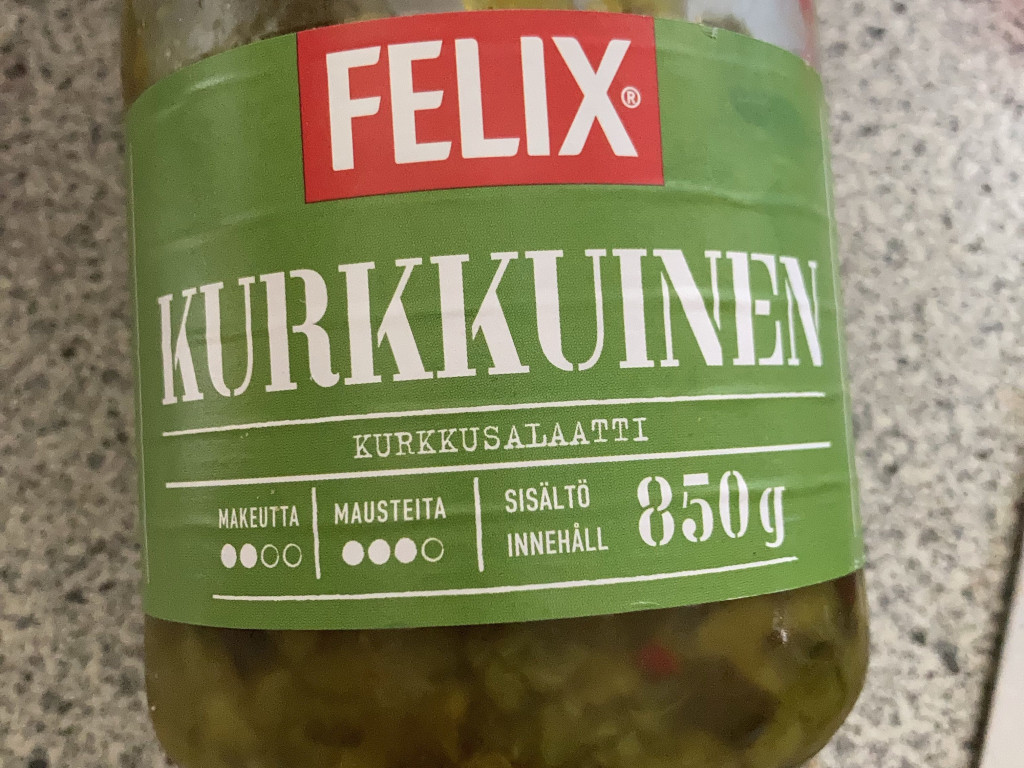 FELIX®
KURKKUINEN
KURKKUSALAATTI
MAKEUTTA
MAUSTEITA
SISÄLTÖ
INNEHÅLL
850g